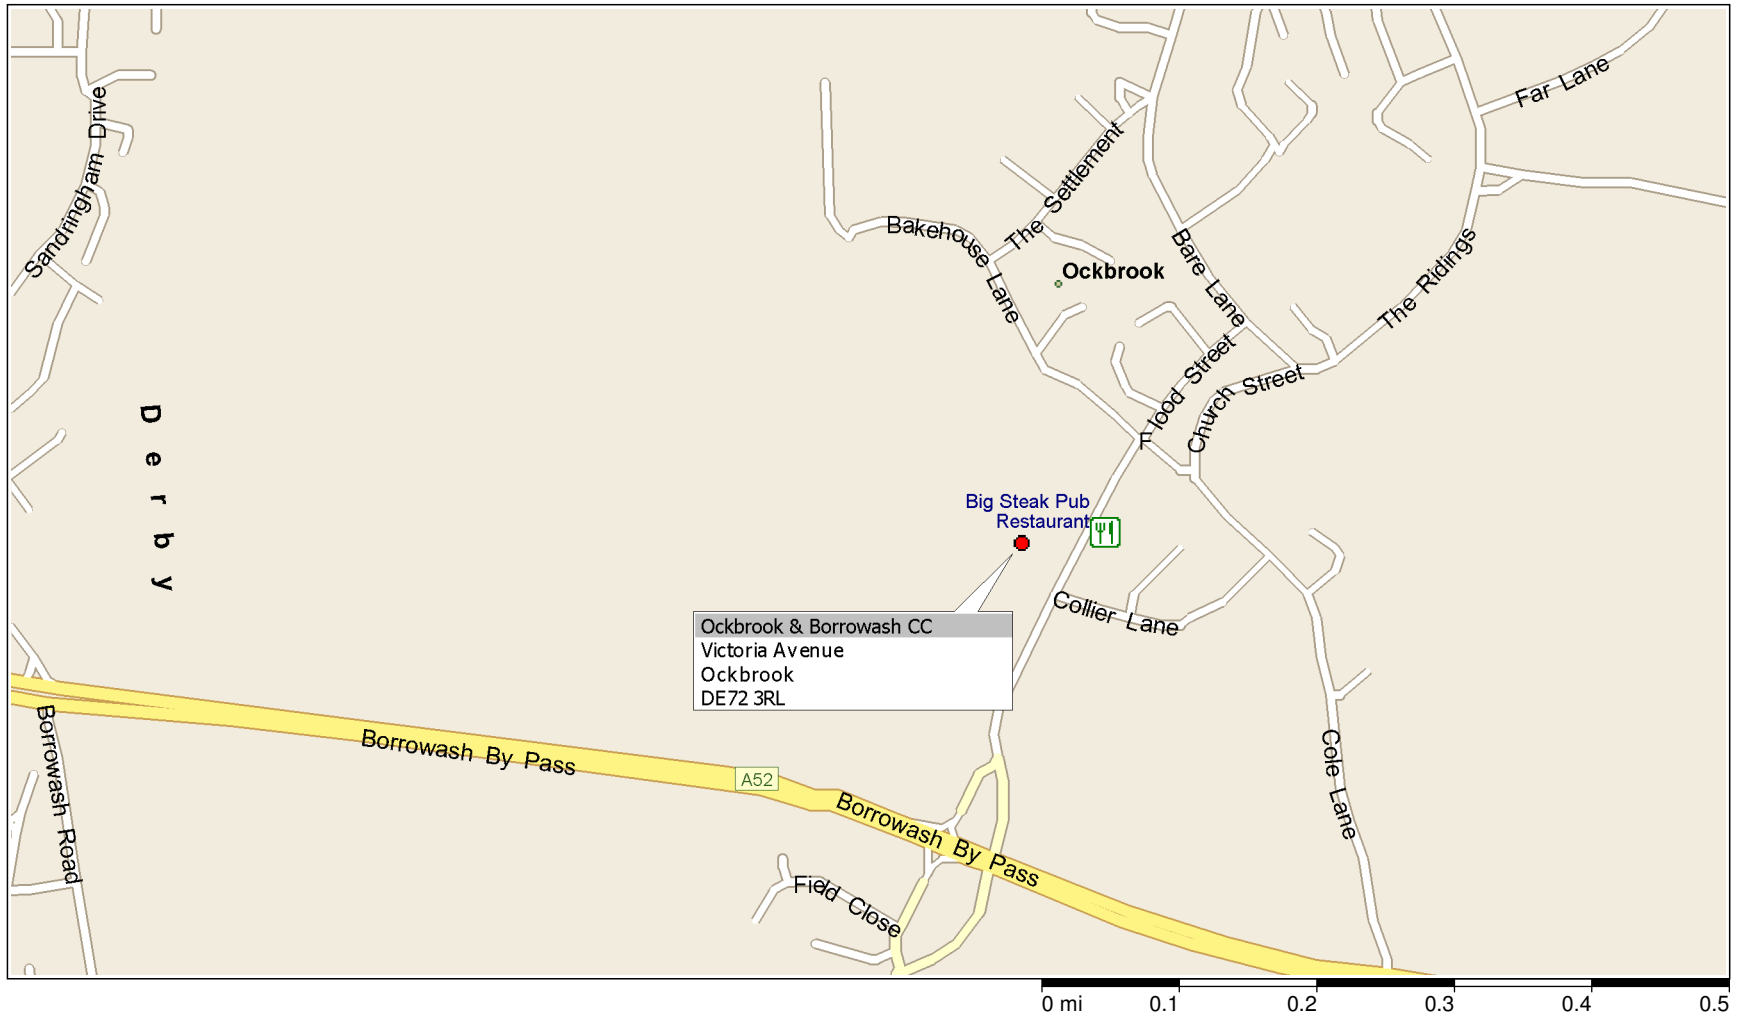 Far Lane
Sandringham Drive
The Settlement
Bakehouse Lane
Bare Lane
Ockbrook
The Ridings
Flood Street
Church Street
Derby
Big Steak Pub
Restaurant
Collier Lane
Ockbrook & Borrowash CC
Victoria Avenue
Ockbrook
DE72 3RL
Borrowash Road
Borrowash By Pass
A52
Borrowash By Pass
Cole Lane
Field Close
0 mi 0.1 0.2 0.3 0.4 0.5